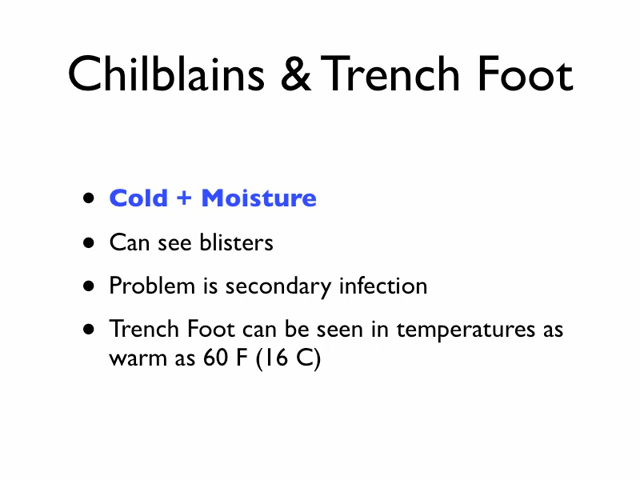 Chilblains & Trench Foot
• Cold + Moisture
• Can see blisters
• Problem is secondary infection
• Trench Foot can be seen in temperatures as
warm as 60 F (16 C)